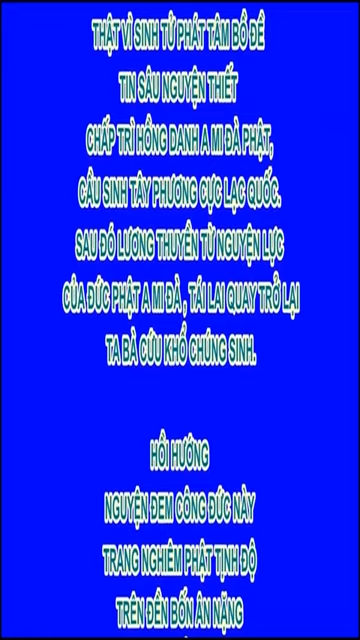 THẬT VÌ SINH TỬ PHÁT TÂM BỒ ĐỀ
TIN SÂU NGUYỆN THIẾT
CHẤP TRÌ HỒNG DANH A MI ĐÀ PHẬT,
CẦU SINH TÂY PHƯƠNG CỰC LẠC QUỐC.
SAU ĐÓ LƯƠNG THUYỀN TỪ NGUYỆN LỰC
CỦA ĐỨC PHẬT A MI ĐÀ , TÁI LAI QUAY TRỞ LẠI
TA BÀ CỨU KHỔ CHÚNG SINH.
HỒI HƯỚNG
NGUYỆN ĐEM CÔNG ĐỨC NÀY
TRANG NGHIÊM PHẬT TỊNH ĐỘ
TRÊN ĐỀN BỐN ÂN NẶNG